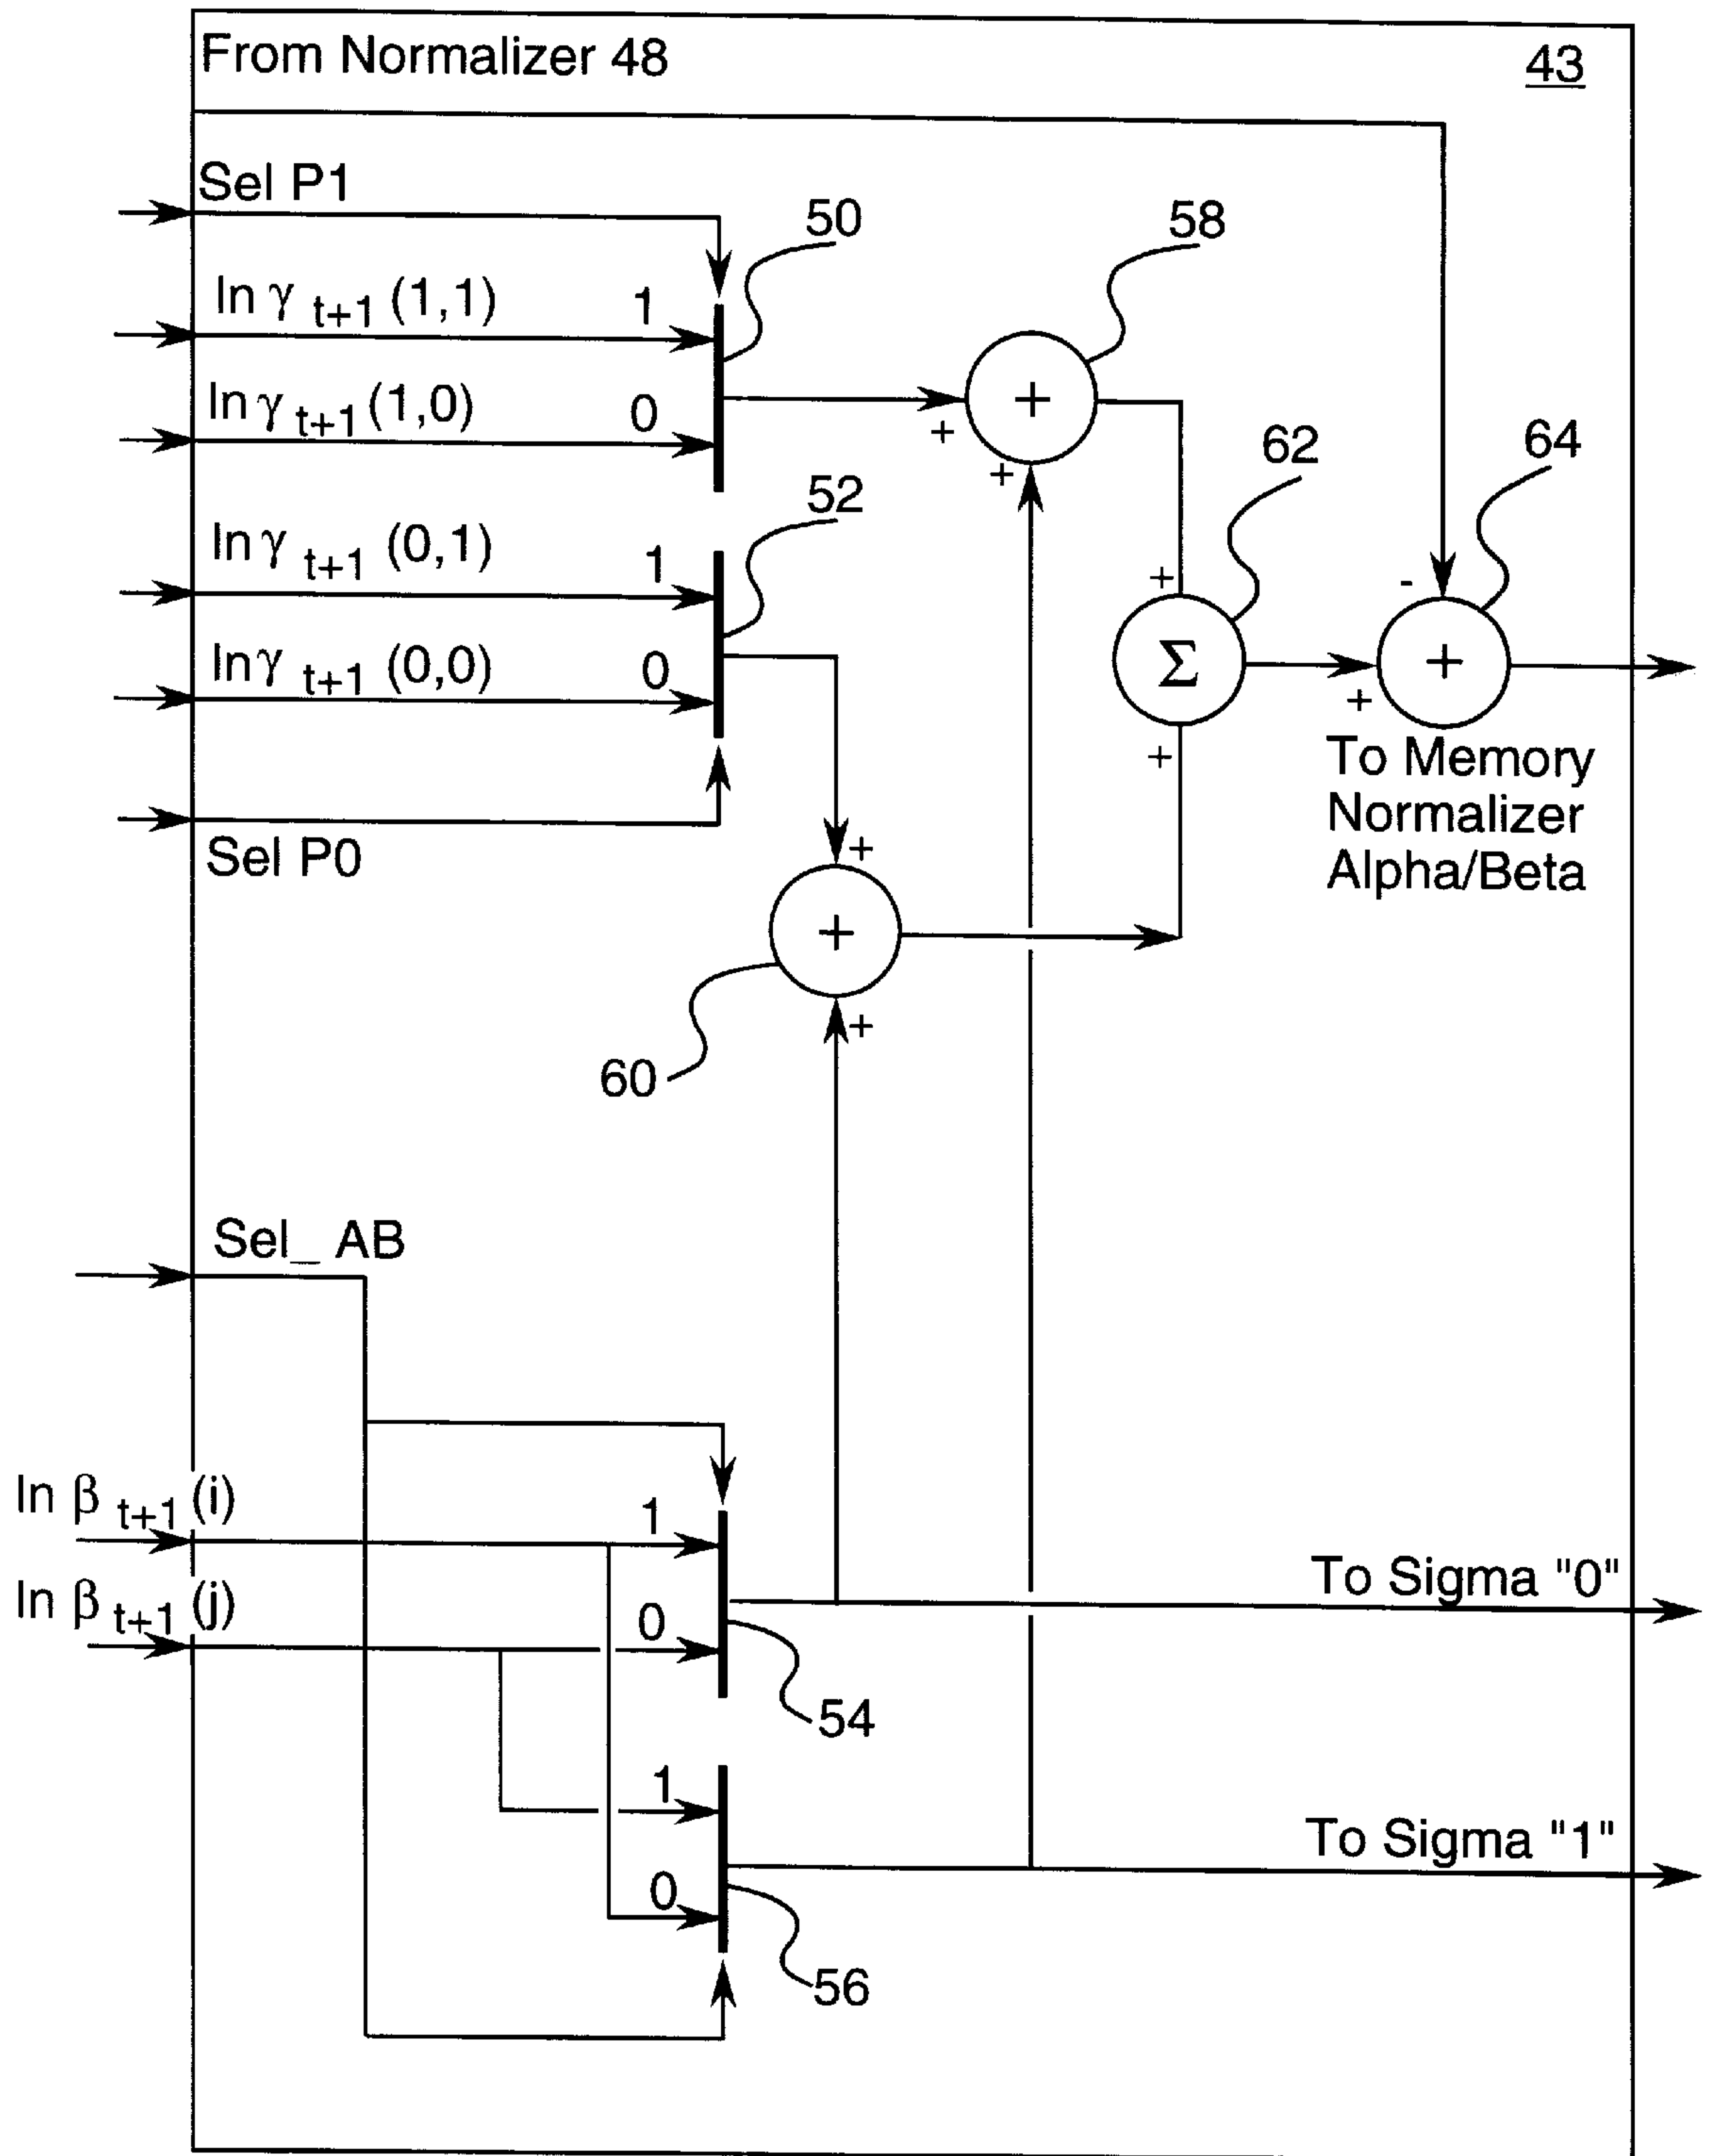 From Normalizer 48
43
Sel P1
50
58
ln γ t+1 (1,1)
1
ln γ t+1 (1,0)
0
+
+
+
62
64
52
ln γ t+1 (0,1)
1
+
-
ln γ t+1 (0,0)
0
Σ
+
+
+
To Memory
Normalizer
Alpha/Beta
Sel P0
+
+
+
60
Sel_ AB
ln β t+1 (i)
1
To Sigma "0"
ln β t+1 (j)
0
54
1
To Sigma "1"
0
56